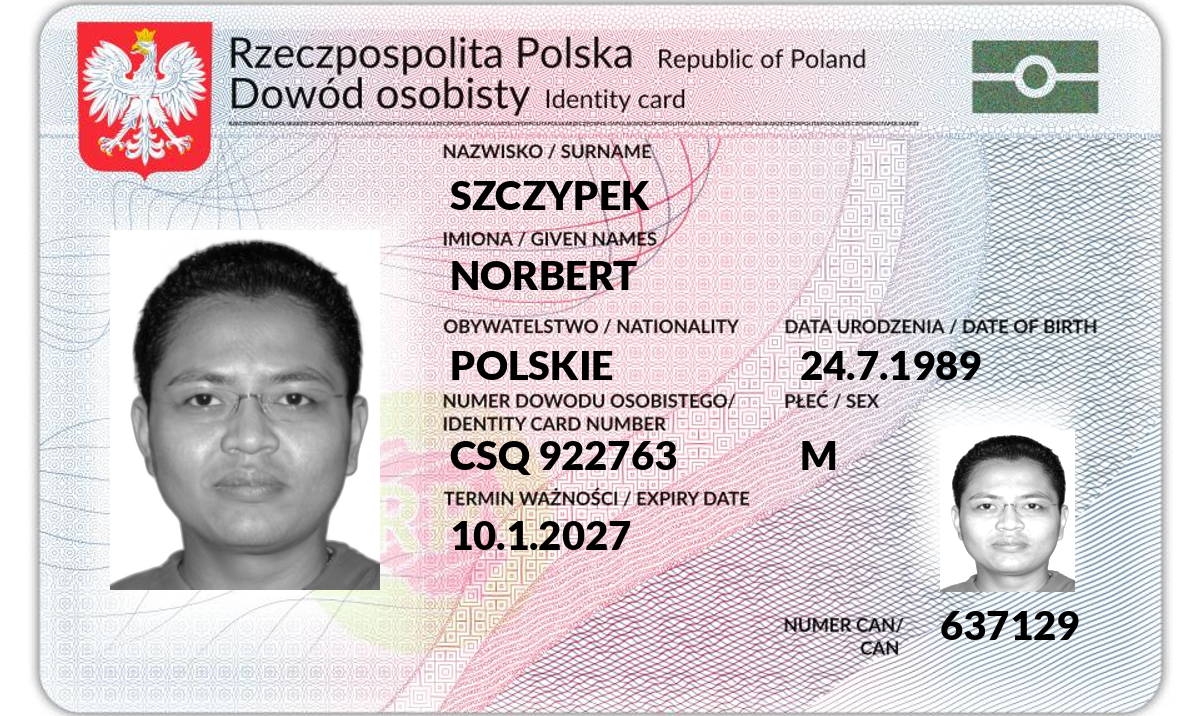 Rzeczpospolita Polska Republic of Poland
Dowód osobisty Identity card
NAZWISKO / SURNAME
SZCZYPEK
IMIONA / GIVEN NAMES
NORBERT
OBYWATELSTWO / NATIONALITY DATA URODZENIA / DATE OF BIRTH
POLSKIE 24.7.1989
NUMER DOWODU OSOBISTEGO/ PŁEĆ / SEX
IDENTITY CARD NUMBER
CSQ 922763 M
TERMIN WAŻNOŚCI / EXPIRY DATE
10.1.2027
NUMER CAN/ 637129
CAN